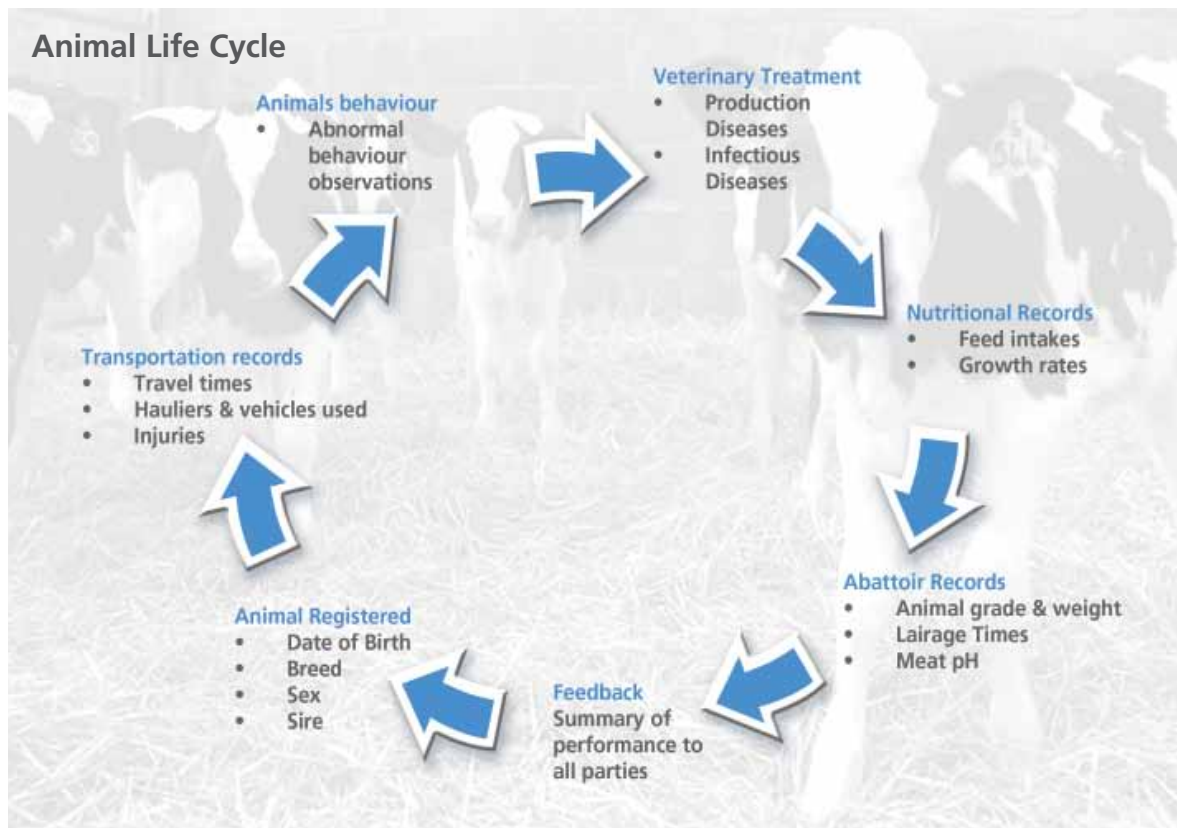 Animal Life Cycle
Animals behaviour
• Abnormal
behaviour
observations
Veterinary Treatment
• Production
Diseases
• Infectious
Diseases
Nutritional Records
• Feed intakes
• Growth rates
Abattoir Records
• Animal grade & weight
• Lairage Times
• Meat pH
Feedback
Summary of
performance to
all parties
Animal Registered
• Date of Birth
• Breed
• Sex
• Sire
Transportation records
• Travel times
• Hauliers & vehicles used
• Injuries